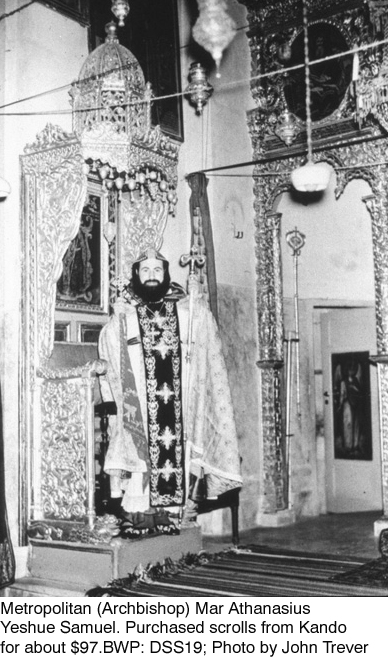 Metropolitan (Archbishop) Mar Athanasius
Yeshue Samuel. Purchased scrolls from Kando
for about $97.BWP: DSS19; Photo by John Trever